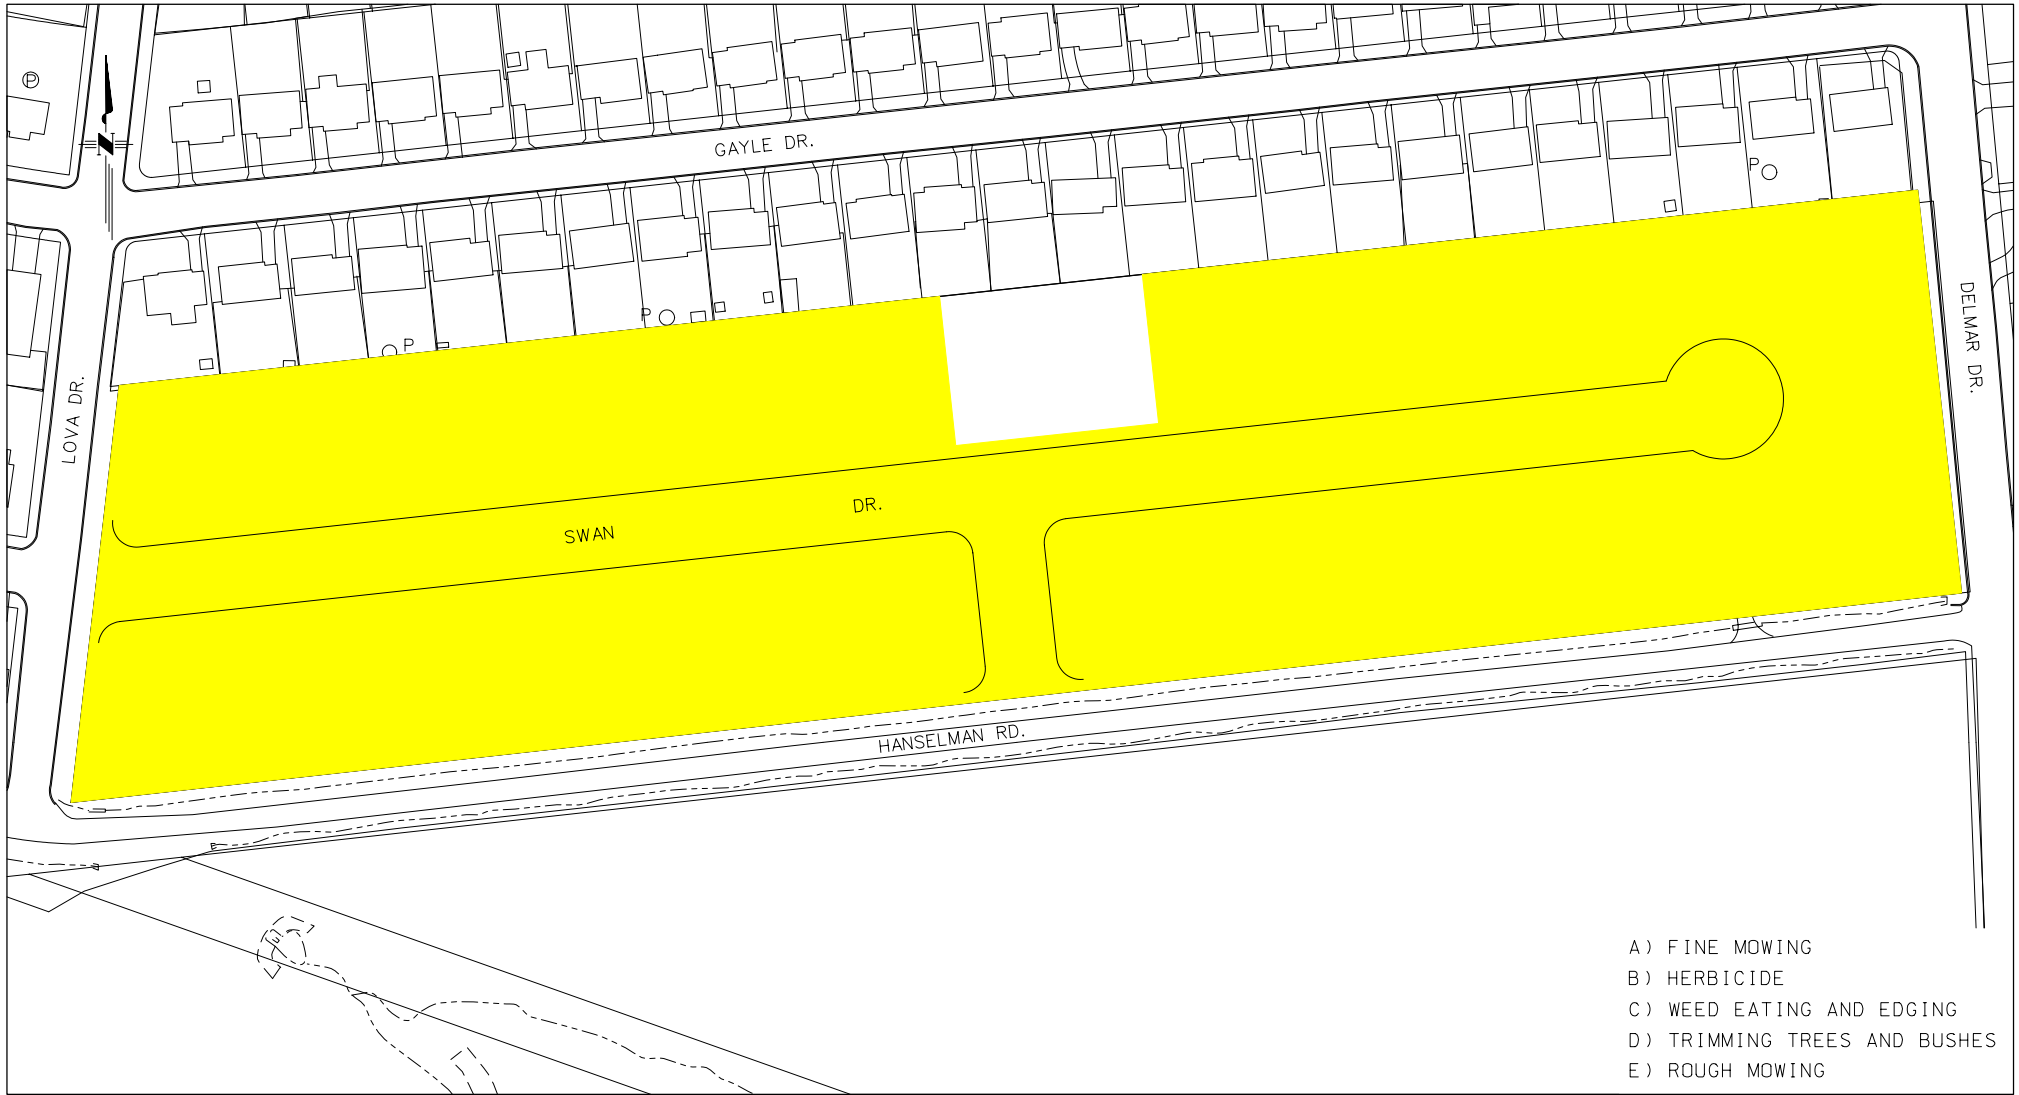 P
N
GAYLE DR.
P
P
P
LOVA DR.
DELMAR DR.
SWAN DR.
HANSELMAN RD.
A) FINE MOWING
B) HERBICIDE
C) WEED EATING AND EDGING
D) TRIMMING TREES AND BUSHES
E) ROUGH MOWING